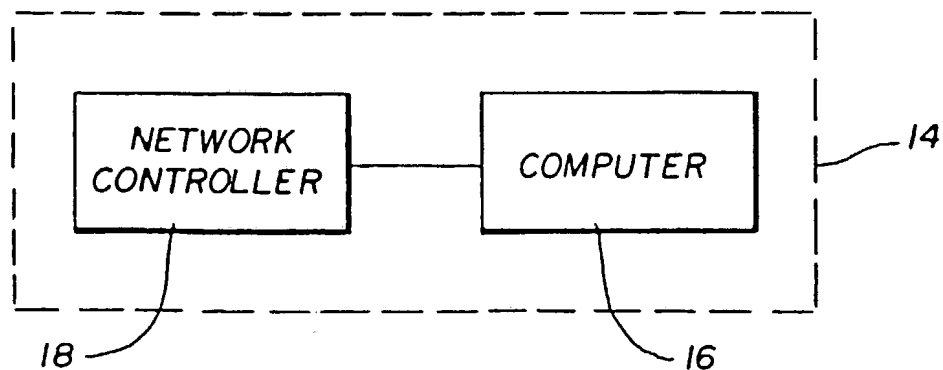 NETWORK
CONTROLLER
COMPUTER
14
18
16